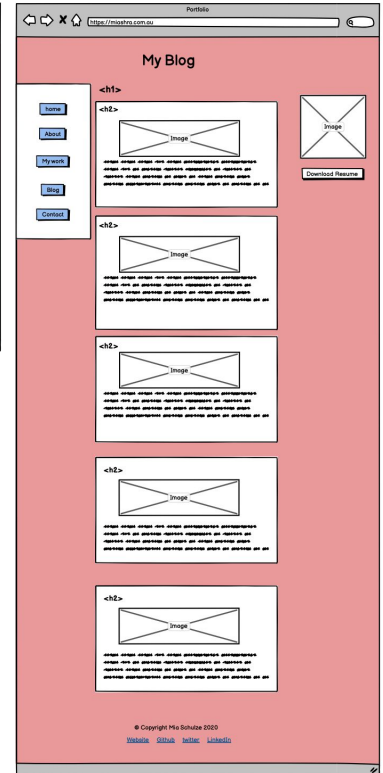 Portfolio
https://miashra.com.au
My Blog
<h1>
home
About
My work
Blog
Contact
<h2>
Image
Image
Download Resume
<h2>
Image
<h2>
Image
<h2>
Image
<h2>
Image
© Copyright Mia Schulze 2020
Website Github twitter LinkedIn